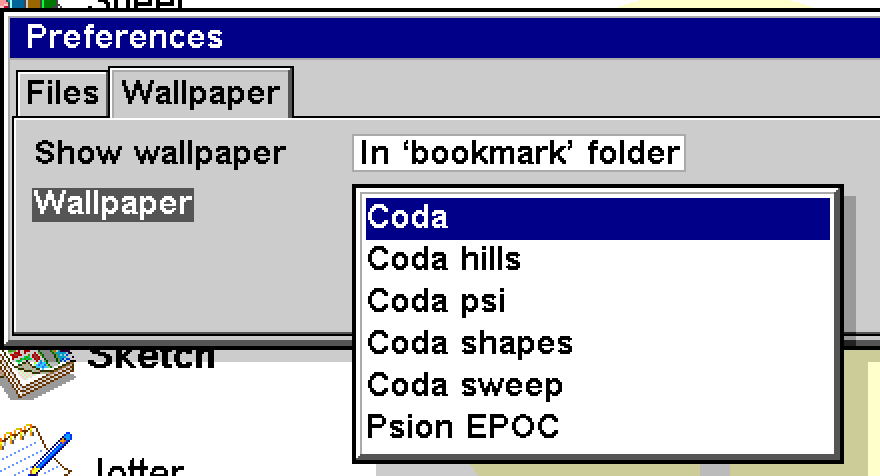 Sheet
Preferences
Files Wallpaper
Show wallpaper In ‘bookmark’ folder
Wallpaper
Coda
Coda hills
Coda psi
Coda shapes
Coda sweep
Psion EPOC
Sketch
Jotter